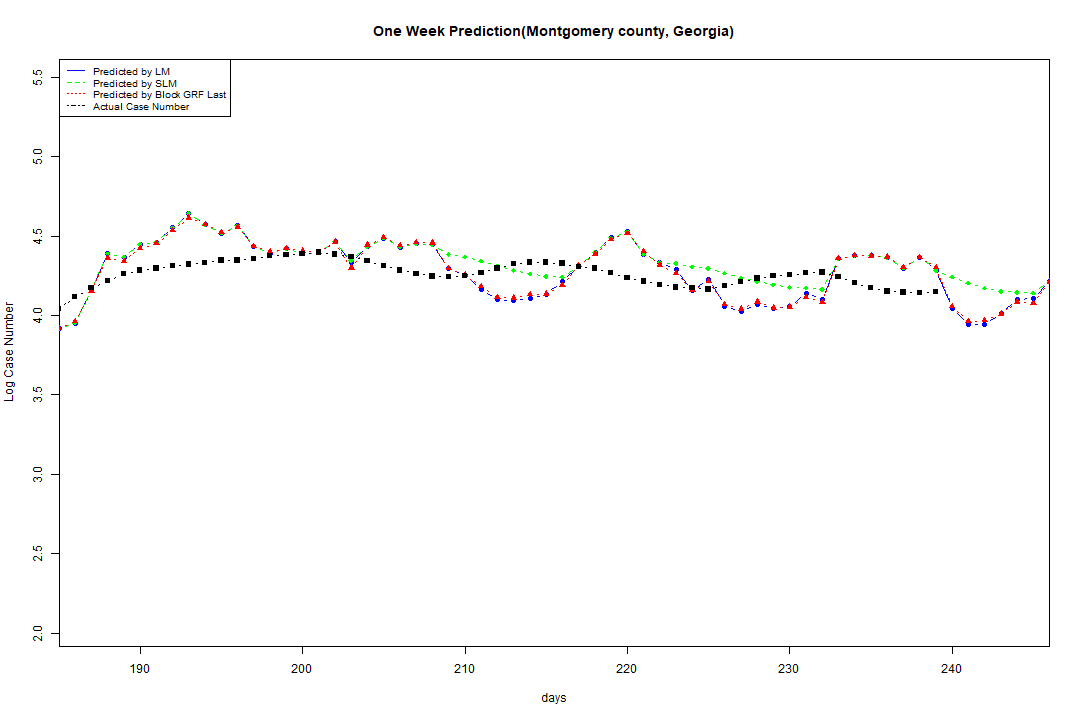 One Week Prediction(Montgomery county, Georgia)
Predicted by LM
Predicted by SLM
Predicted by Block GRF Last
Actual Case Number
5.5
5.0
4.5
4.0
3.5
3.0
2.5
2.0
Log Case Number
190 200 210 220 230 240
days